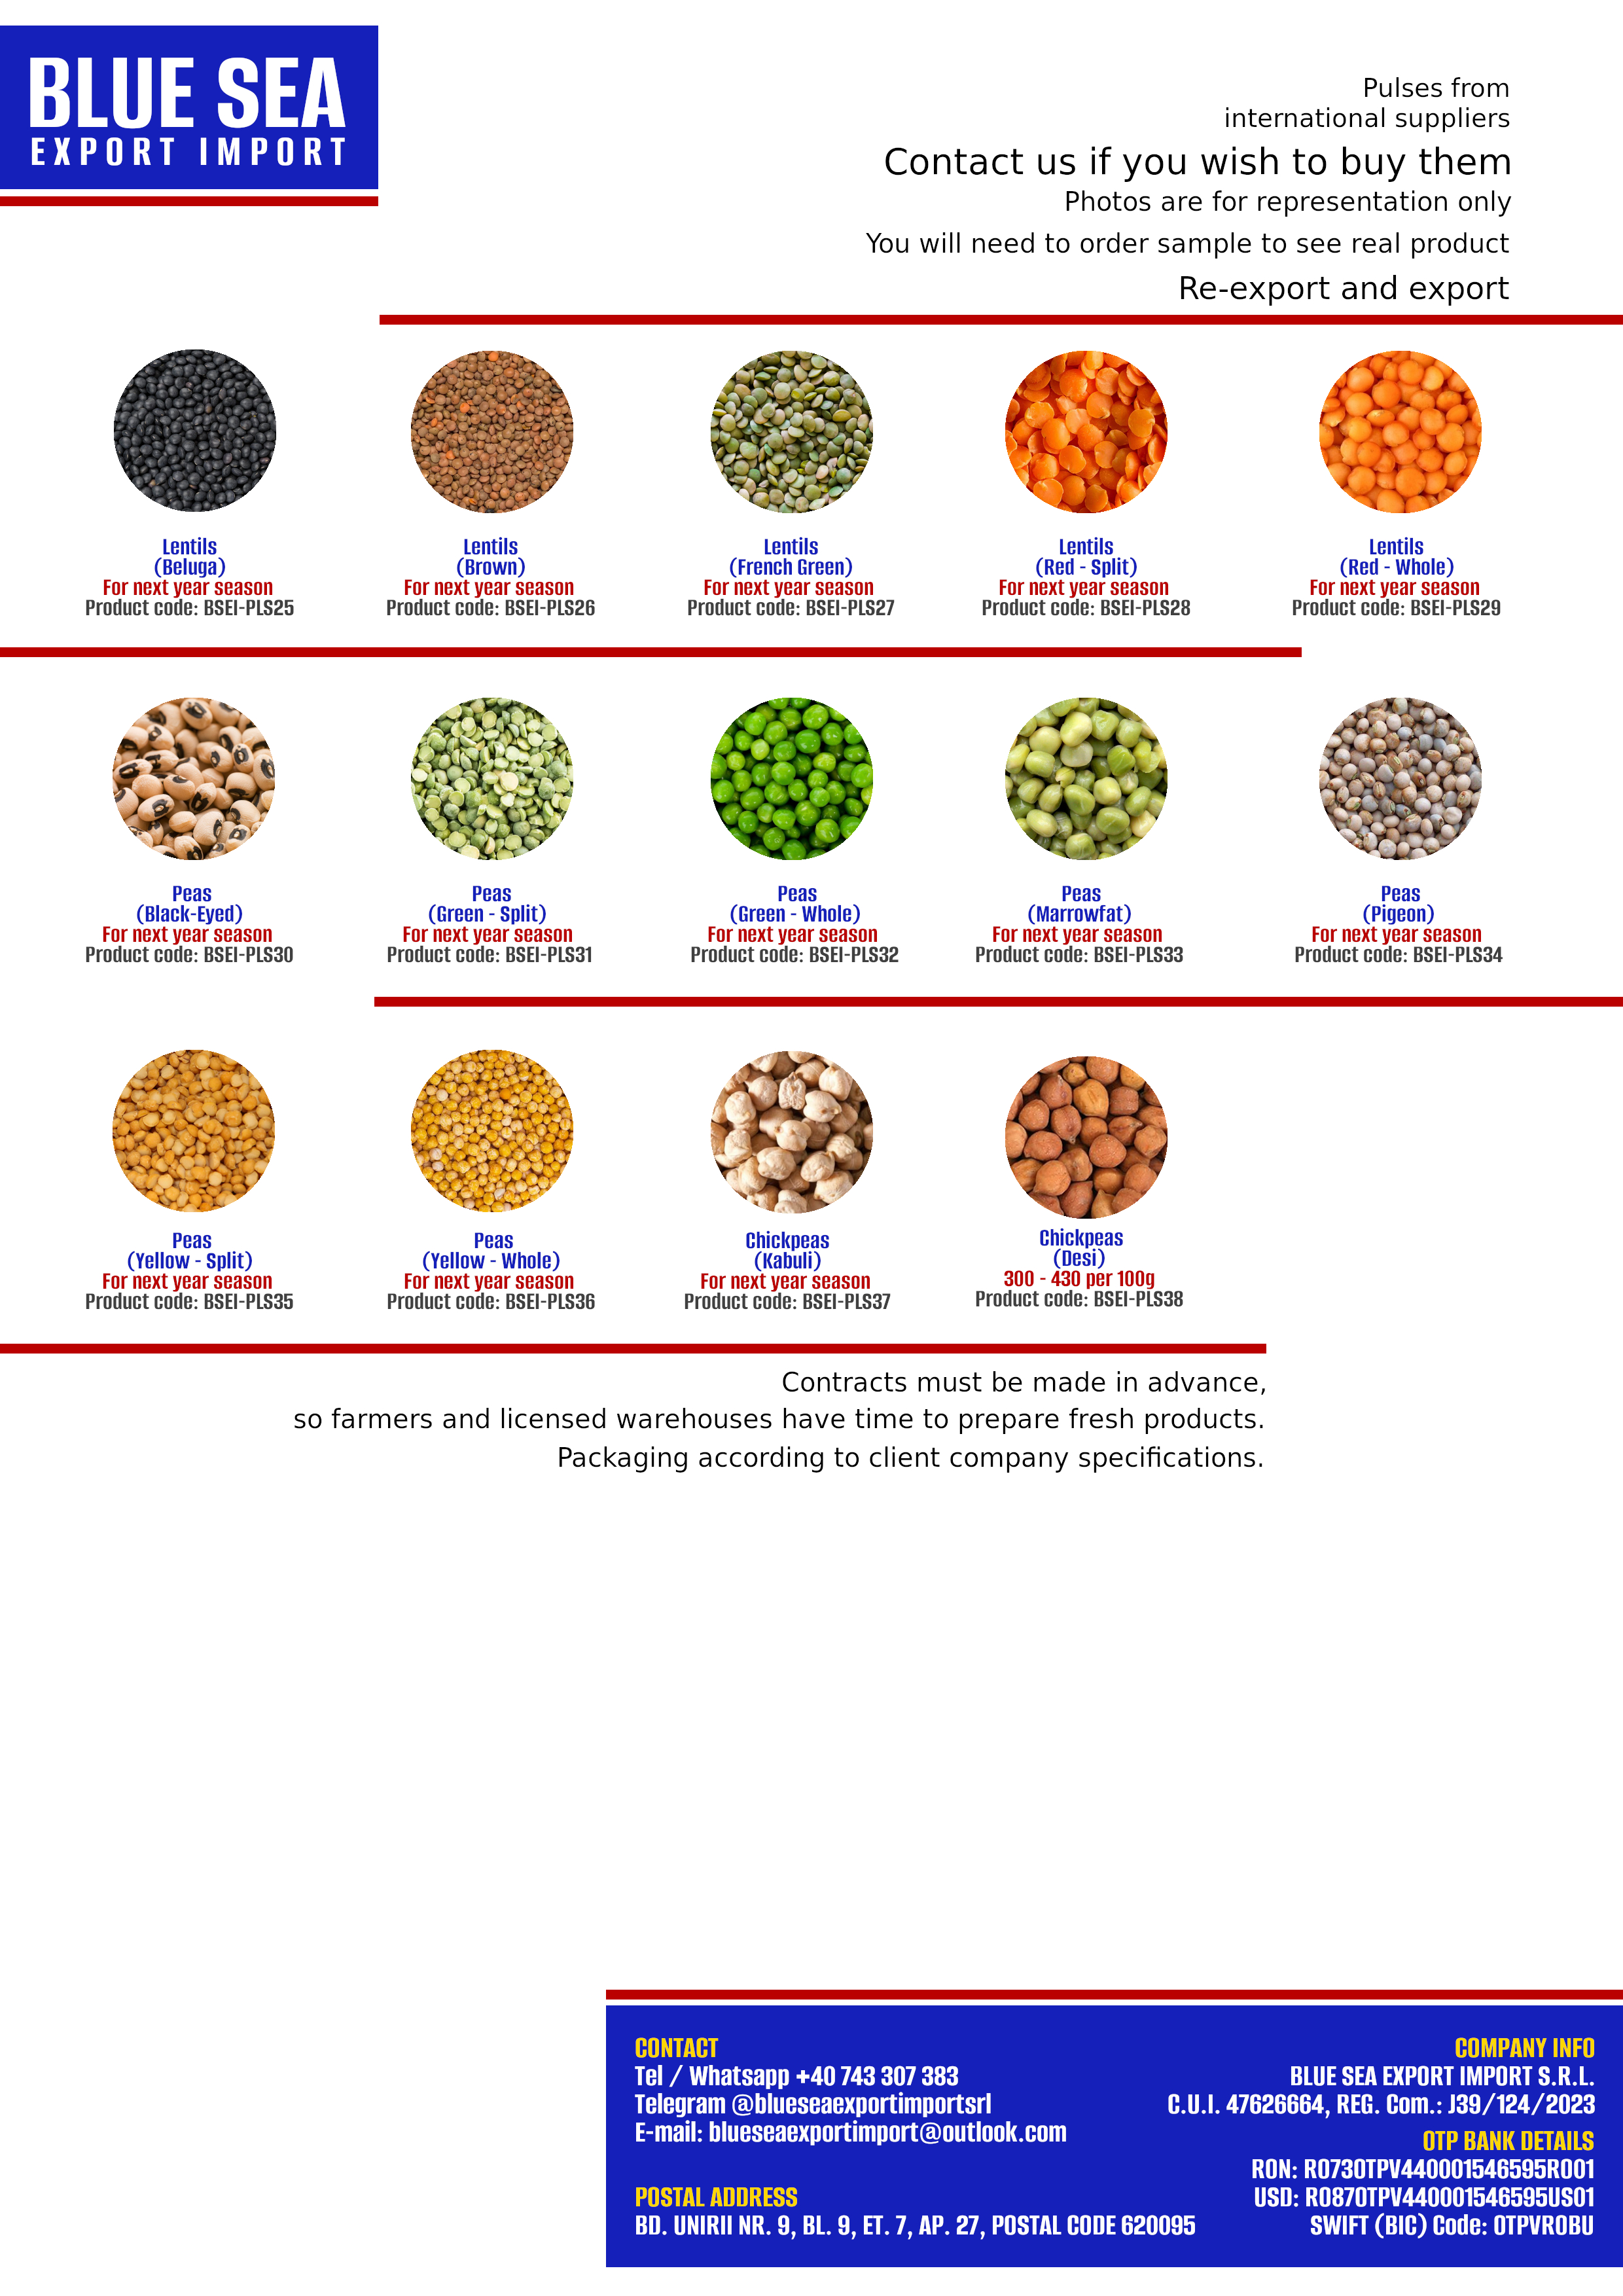 BLUE SEA
EXPORT IMPORT
Pulses from
international suppliers
Contact us if you wish to buy them
Photos are for representation only
You will need to order sample to see real product
Re-export and export
Lentils
(Beluga)
For next year season
Product code: BSEI-PLS25
Lentils
(Brown)
For next year season
Product code: BSEI-PLS26
Lentils
(French Green)
For next year season
Product code: BSEI-PLS27
Lentils
(Red - Split)
For next year season
Product code: BSEI-PLS28
Lentils
(Red - Whole)
For next year season
Product code: BSEI-PLS29
Peas
(Black-Eyed)
For next year season
Product code: BSEI-PLS30
Peas
(Green - Split)
For next year season
Product code: BSEI-PLS31
Peas
(Green - Whole)
For next year season
Product code: BSEI-PLS32
Peas
(Marrowfat)
For next year season
Product code: BSEI-PLS33
Peas
(Pigeon)
For next year season
Product code: BSEI-PLS34
Peas
(Yellow - Split)
For next year season
Product code: BSEI-PLS35
Peas
(Yellow - Whole)
For next year season
Product code: BSEI-PLS36
Chickpeas
(Kabuli)
For next year season
Product code: BSEI-PLS37
Chickpeas
(Desi)
300 - 430 per 100g
Product code: BSEI-PLS38
Contracts must be made in advance,
so farmers and licensed warehouses have time to prepare fresh products.
Packaging according to client company specifications.
CONTACT
Tel / Whatsapp +40 743 307 383
Telegram @blueseaexportimportsrl
E-mail: blueseaexportimport@outlook.com
POSTAL ADDRESS
BD. UNIRII NR. 9, BL. 9, ET. 7, AP. 27, POSTAL CODE 620095
COMPANY INFO
BLUE SEA EXPORT IMPORT S.R.L.
C.U.I. 47626664, REG. Com.: J39/124/2023
OTP BANK DETAILS
RON: RO73OTPV440001546595RO01
USD: RO87OTPV440001546595US01
SWIFT (BIC) Code: OTPVROBU